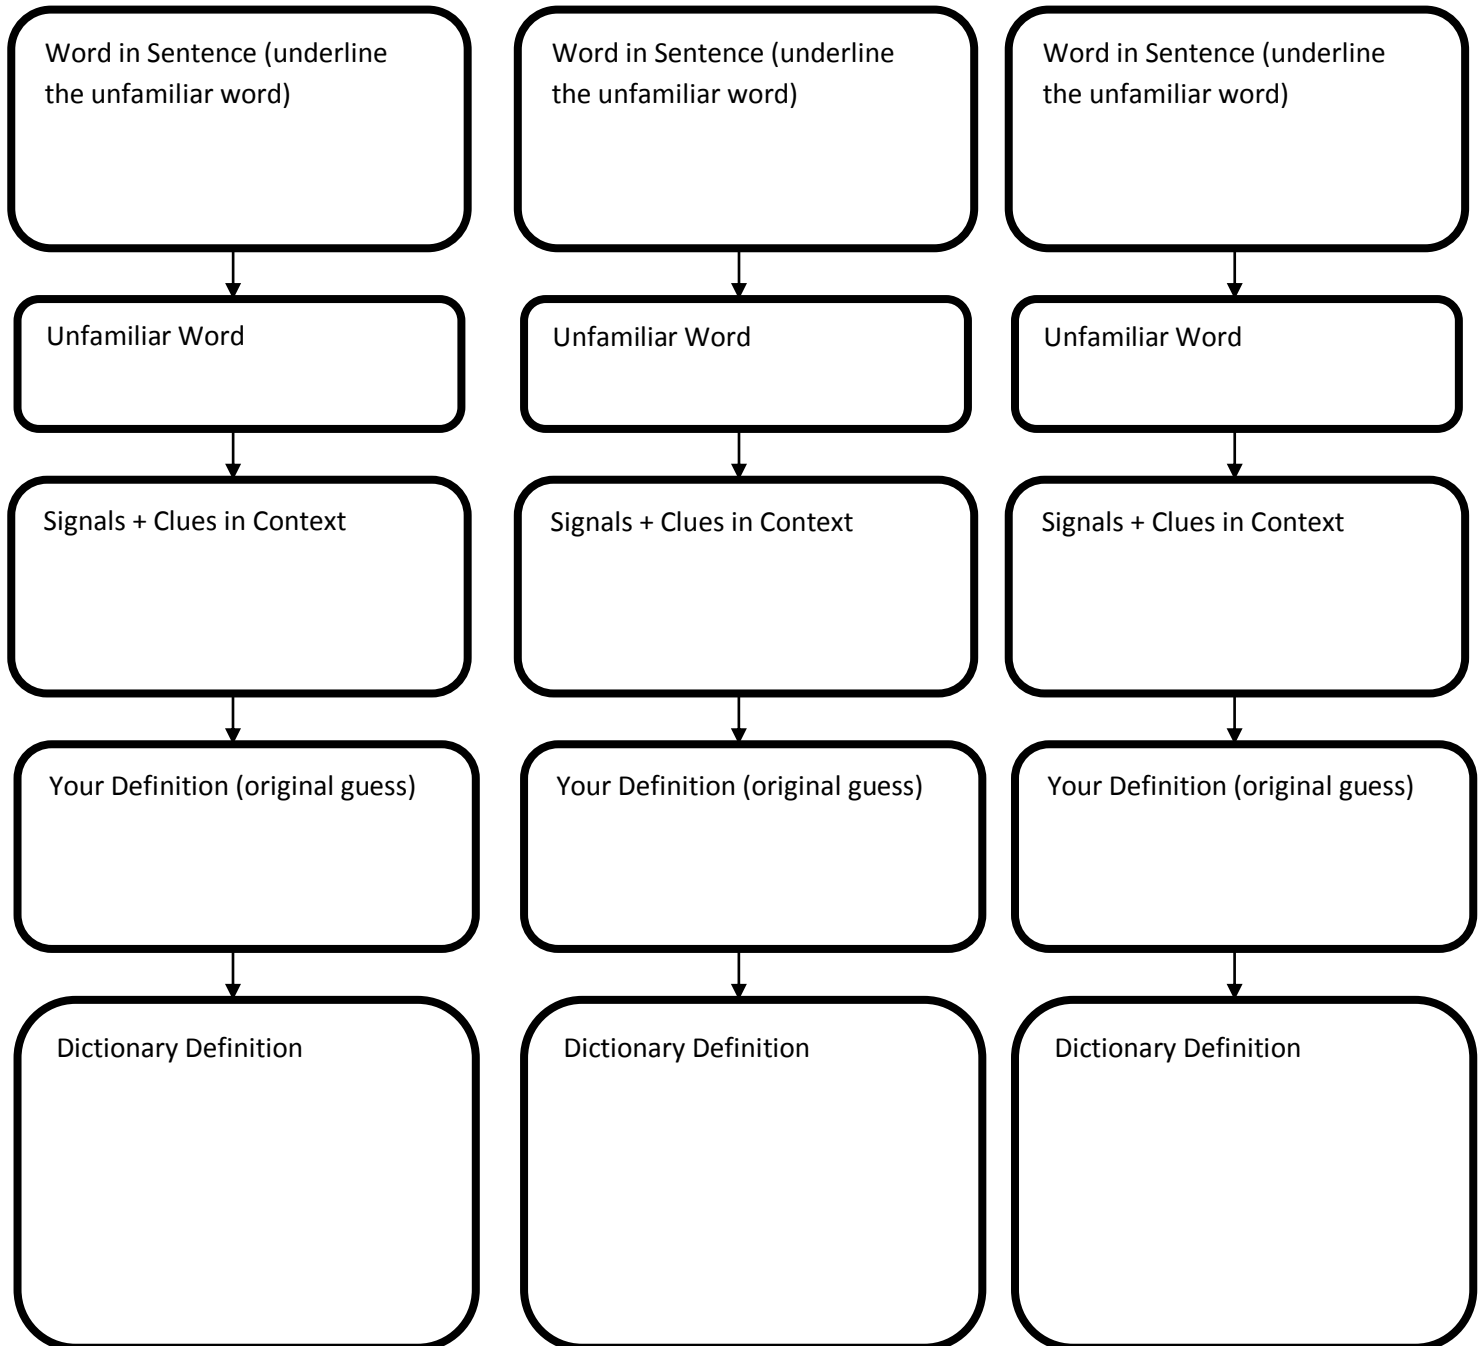 Word in Sentence (underline
the unfamiliar word)
Word in Sentence (underline
the unfamiliar word)
Word in Sentence (underline
the unfamiliar word)
Unfamiliar Word
Unfamiliar Word
Unfamiliar Word
Signals + Clues in Context
Signals + Clues in Context
Signals + Clues in Context
Your Definition (original guess)
Your Definition (original guess)
Your Definition (original guess)
Dictionary Definition
Dictionary Definition
Dictionary Definition